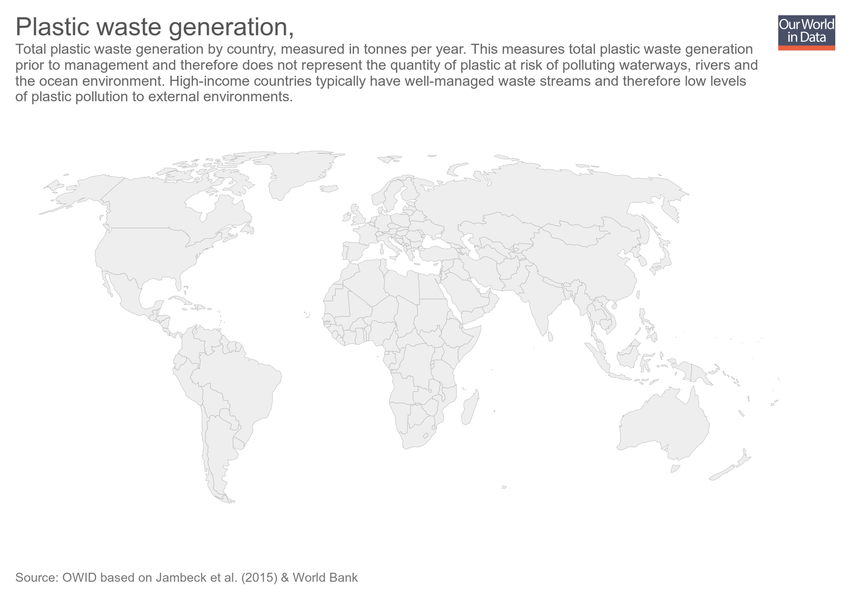 Plastic waste generation,
Our World
in Data
Total plastic waste generation by country, measured in tonnes per year. This measures total plastic waste generation
prior to management and therefore does not represent the quantity of plastic at risk of polluting waterways, rivers and
the ocean environment. High-income countries typically have well-managed waste streams and therefore low levels
of plastic pollution to external environments.
Source: OWID based on Jambeck et al. (2015) & World Bank